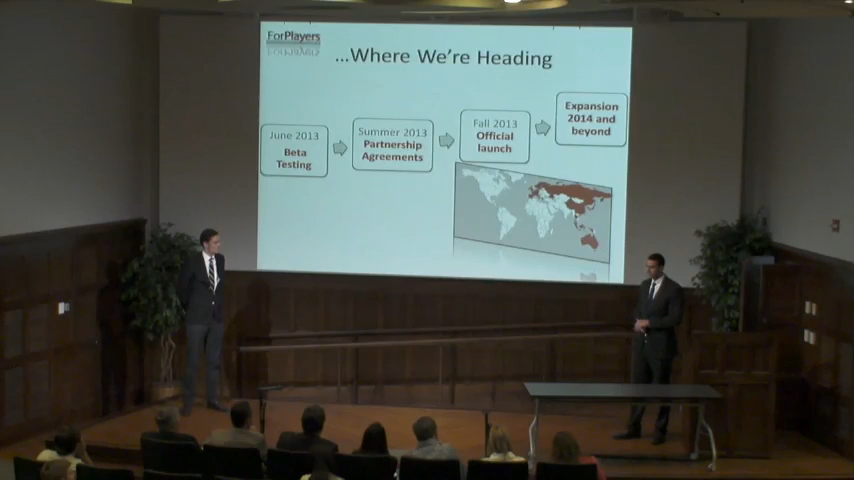 ForPlayers
...Where We're Heading
June 2013
Beta
Testing
Summer 2013
Partnership
Agreements
Fall 2013
Official
launch
Expansion
2014 and
beyond